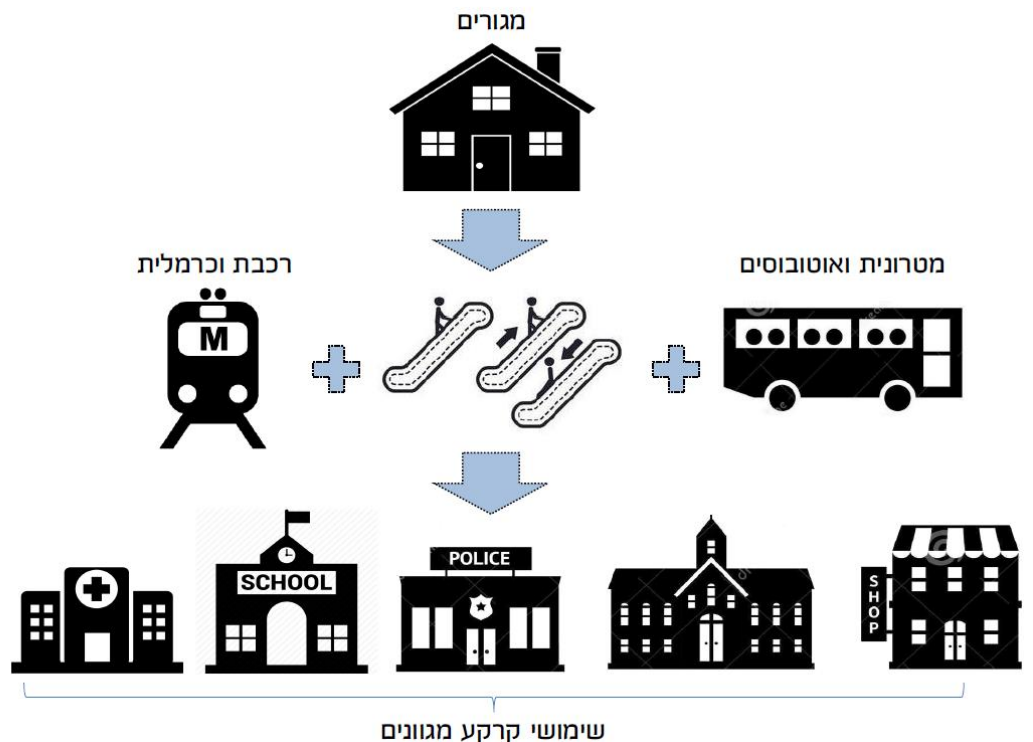 מגורים
מטרונית ואוטובוסים
רכבת וכרמלית
M
POLICE
SCHOOL
SHOP
שימושי קרקע מגוונים